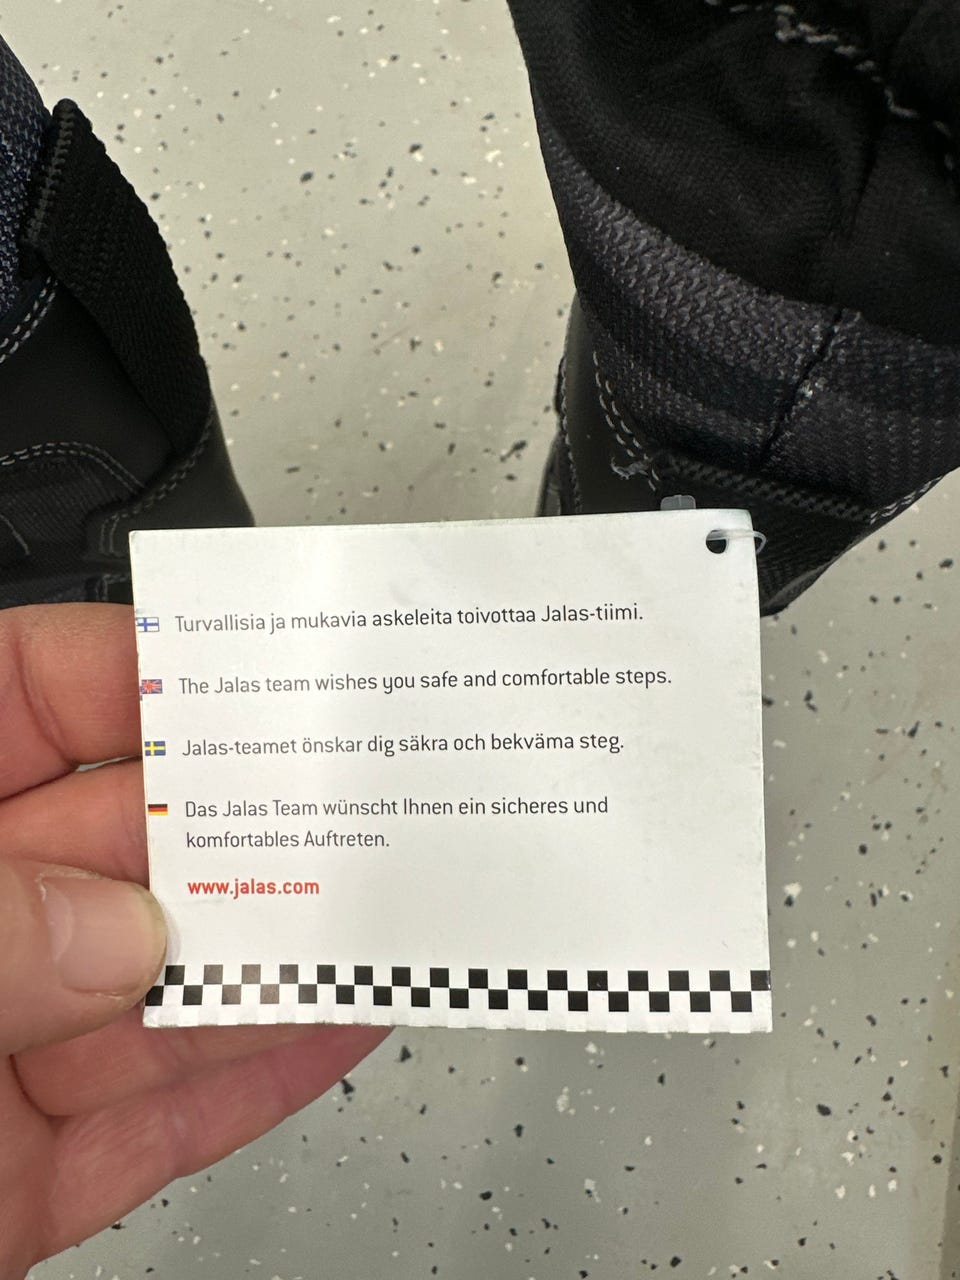 Turvallisia ja mukavia askeleita toivottaa Jalas-tiimi.
The Jalas team wishes you safe and comfortable steps.
Jalas-teamet önskar dig säkra och bekväma steg.
Das Jalas Team wünscht Ihnen ein sicheres und
komfortables Auftreten.
www.jalas.com